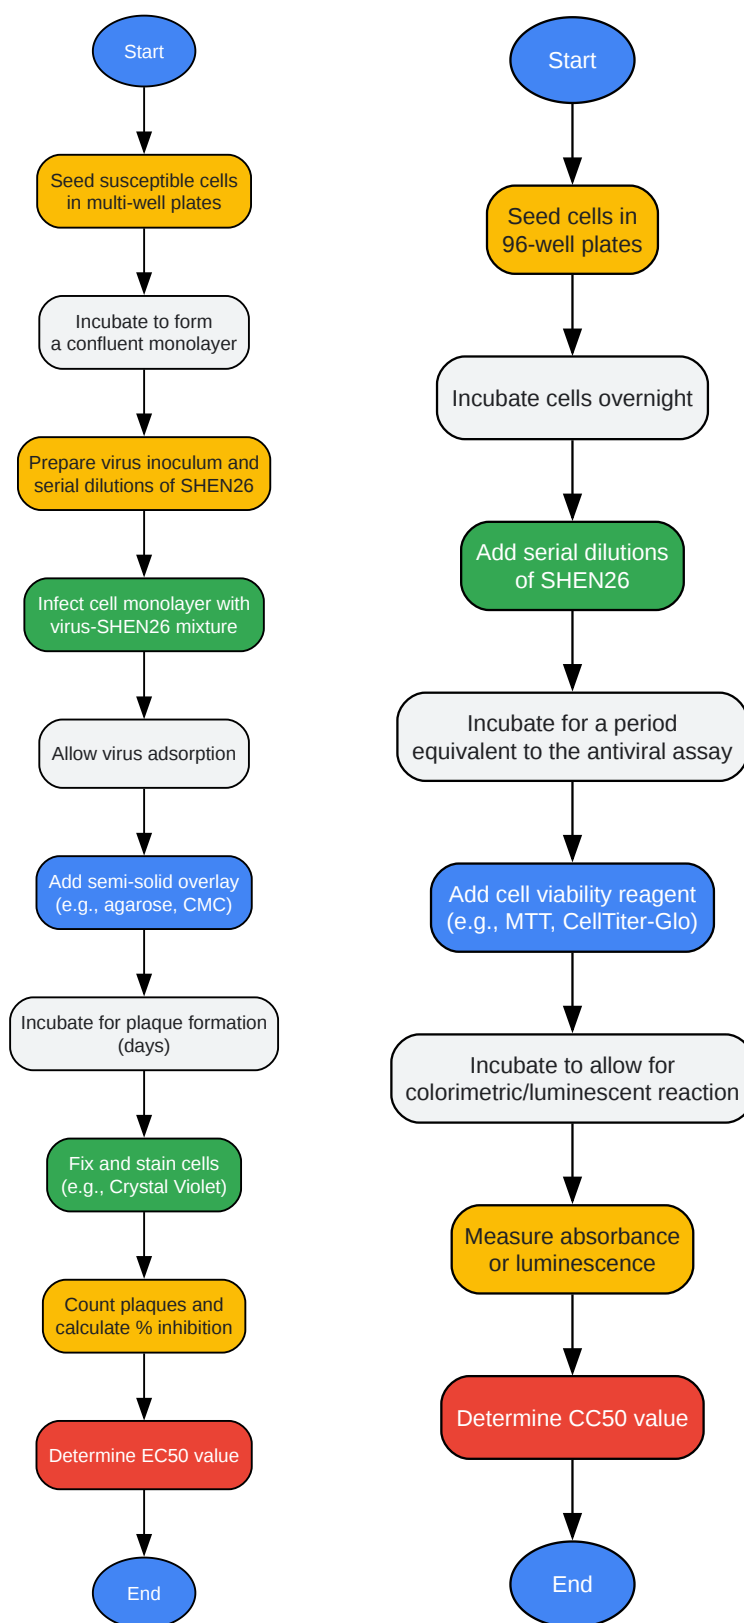 Start
Seed susceptible cells
in multi-well plates
Incubate to form
a confluent monolayer
Prepare virus inoculum and
serial dilutions of SHEN26
Infect cell monolayer with
virus-SHEN26 mixture
Allow virus adsorption
Add semi-solid overlay
(e.g., agarose, CMC)
Incubate for plaque formation
(days)
Fix and stain cells
(e.g., Crystal Violet)
Count plaques and
calculate % inhibition
Determine EC50 value
End
Start
Seed cells in
96-well plates
Incubate cells overnight
Add serial dilutions
of SHEN26
Incubate for a period
equivalent to the antiviral assay
Add cell viability reagent
(e.g., MTT, CellTiter-Glo)
Incubate to allow for
colorimetric/luminescent reaction
Measure absorbance
or luminescence
Determine CC50 value
End